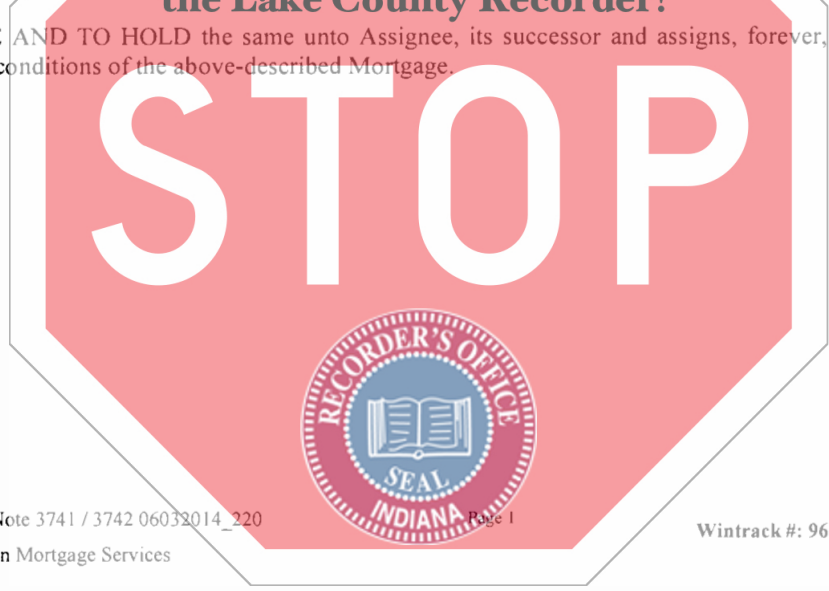 the Lake County Recorder!
AND TO HOLD the same unto Assignee, its successor and assigns, forever,
conditions of the above-described Mortgage.
STOP
RECORDER'S OFFICE
SEAL
INDIANA
Note 3741 / 3742 06032014_220 Page 1
Wintrack #: 96
n Mortgage Services